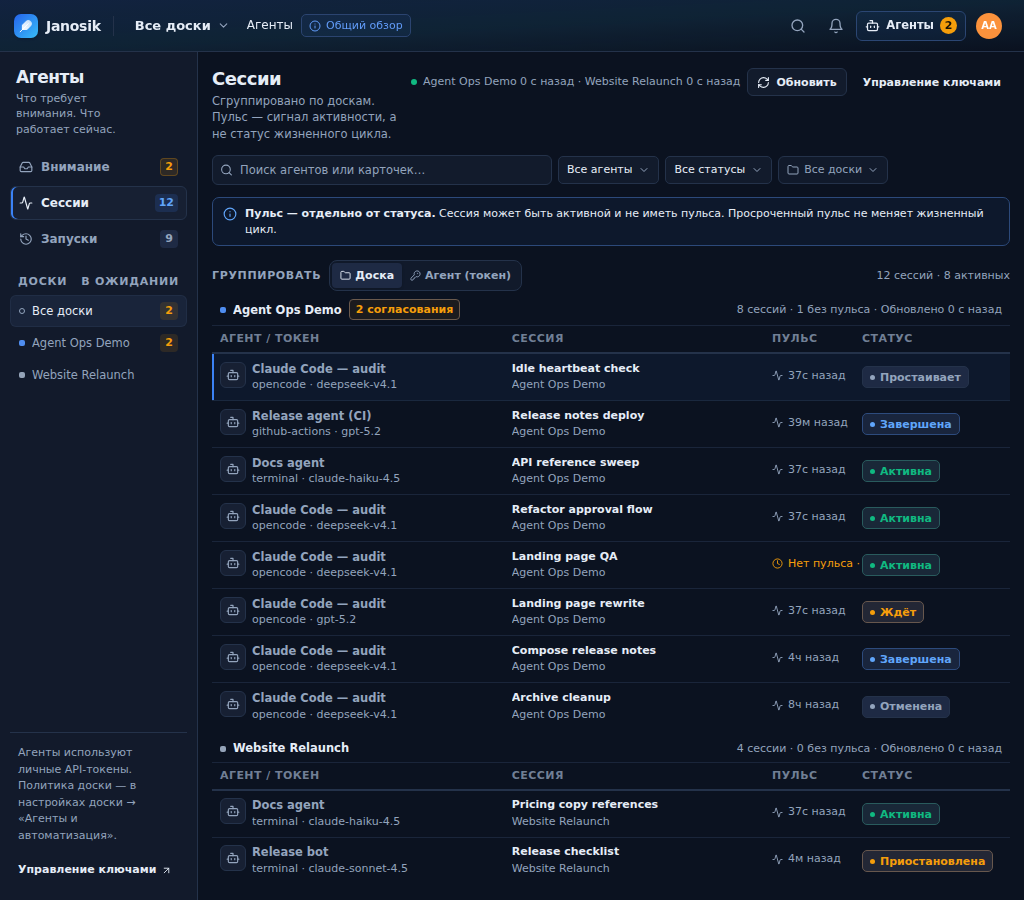 Janosik
Все доски
Агенты
Общий обзор
Агенты 2
AA
Агенты
Что требует
внимания. Что
работает сейчас.
Внимание 2
Сессии 12
Запуски 9
ДОСКИ В ОЖИДАНИИ
Все доски 2
Agent Ops Demo 2
Website Relaunch
Агенты используют
личные API-токены.
Политика доски — в
настройках доски →
«Агенты и
автоматизация».
Управление ключами
Сессии
Сгруппировано по доскам.
Пульс — сигнал активности, а
не статус жизненного цикла.
Agent Ops Demo 0 с назад · Website Relaunch 0 с назад
Обновить
Управление ключами
Поиск агентов или карточек...
Все агенты
Все статусы
Все доски
Пульс — отдельно от статуса. Сессия может быть активной и не иметь пульса. Просроченный пульс не меняет жизненный
цикл.
ГРУППИРОВАТЬ Доска Агент (токен)
12 сессий · 8 активных
Agent Ops Demo 2 согласования
8 сессий · 1 без пульса · Обновлено 0 с назад
АГЕНТ / ТОКЕН СЕССИЯ ПУЛЬС СТАТУС
Claude Code — audit Idle heartbeat check 37с назад Простаивает
opencode · deepseek-v4.1 Agent Ops Demo
Release agent (CI) Release notes deploy 39м назад Завершена
github-actions · gpt-5.2 Agent Ops Demo
Docs agent API reference sweep 37с назад Активна
terminal · claude-haiku-4.5 Agent Ops Demo
Claude Code — audit Refactor approval flow 37с назад Активна
opencode · deepseek-v4.1 Agent Ops Demo
Claude Code — audit Landing page QA Нет пульса · Активна
opencode · deepseek-v4.1 Agent Ops Demo
Claude Code — audit Landing page rewrite 37с назад Ждёт
opencode · gpt-5.2 Agent Ops Demo
Claude Code — audit Compose release notes 4ч назад Завершена
opencode · deepseek-v4.1 Agent Ops Demo
Claude Code — audit Archive cleanup 8ч назад Отменена
opencode · deepseek-v4.1 Agent Ops Demo
Website Relaunch
4 сессии · 0 без пульса · Обновлено 0 с назад
АГЕНТ / ТОКЕН СЕССИЯ ПУЛЬС СТАТУС
Docs agent Pricing copy references 37с назад Активна
terminal · claude-haiku-4.5 Website Relaunch
Release bot Release checklist 4м назад Приостановлена
terminal · claude-sonnet-4.5 Website Relaunch